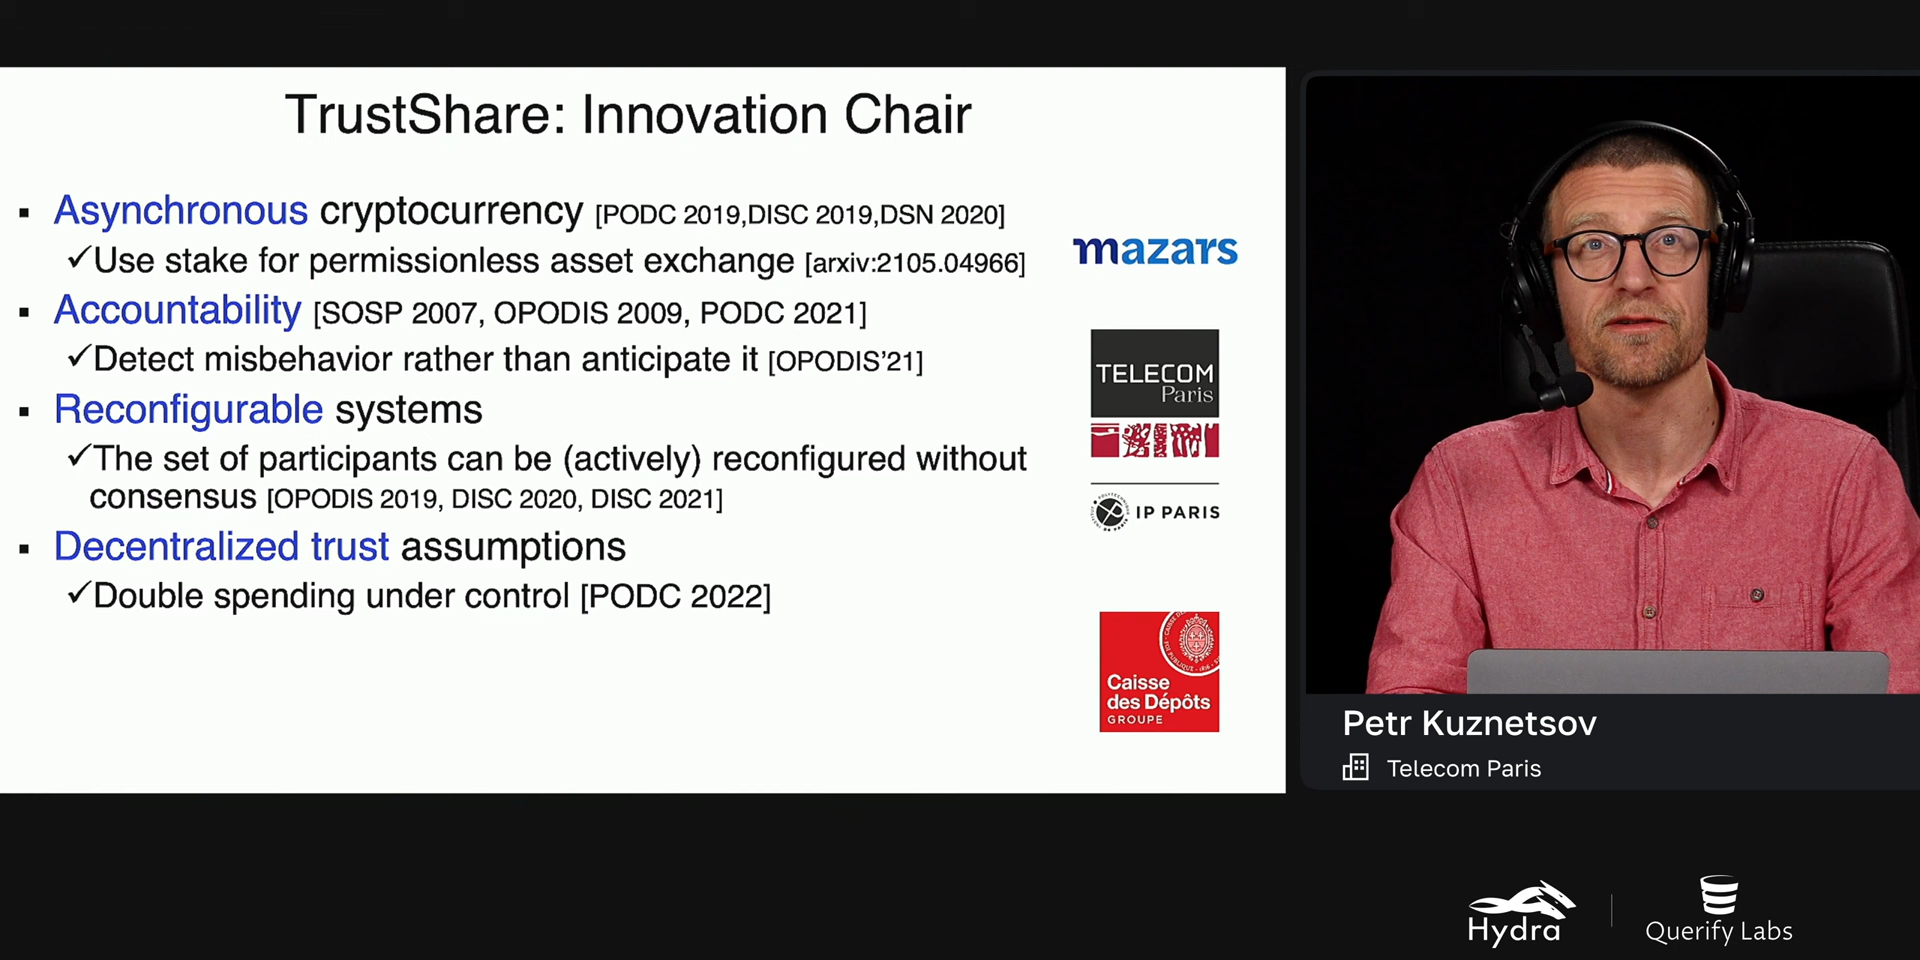 TrustShare: Innovation Chair
▪ Asynchronous cryptocurrency [PODC 2019,DISC 2019,DSN 2020]
✓Use stake for permissionless asset exchange [arxiv:2105.04966]
▪ Accountability [SOSP 2007, OPODIS 2009, PODC 2021]
✓Detect misbehavior rather than anticipate it [OPODIS’21]
▪ Reconfigurable systems
✓The set of participants can be (actively) reconfigured without
consensus [OPODIS 2019, DISC 2020, DISC 2021]
▪ Decentralized trust assumptions
✓Double spending under control [PODC 2022]
mazars
TELECOM
Paris
IP PARIS
Caisse
des Dépôts
GROUPE
Petr Kuznetsov
Telecom Paris
Hydra
Querify Labs